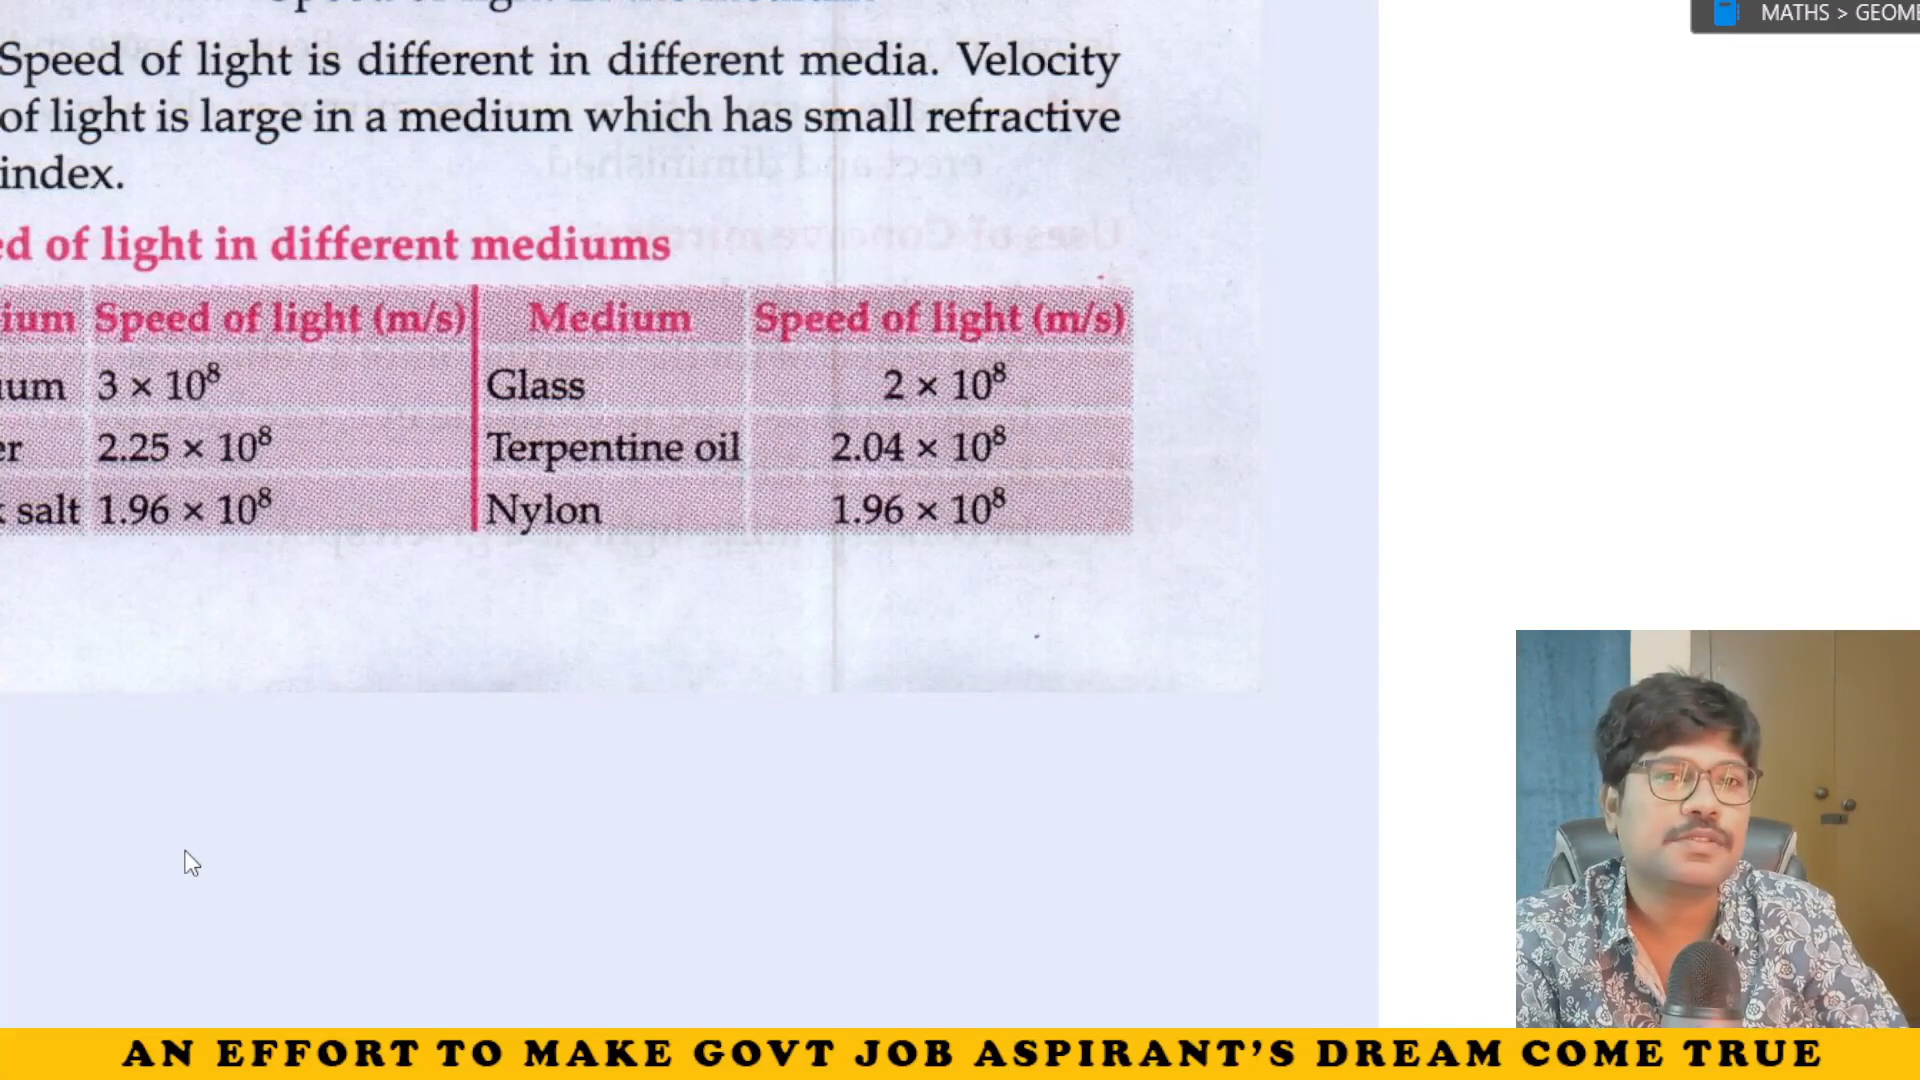 MATHS > GEOME
Speed of light is different in different media. Velocity
of light is large in a medium which has small refractive
index.
ed of light in different mediums
ium Speed of light (m/s) Medium Speed of light (m/s)
uum 3 × 10⁸ Glass 2 × 10⁸
er 2.25 × 10⁸ Terpentine oil 2.04 × 10⁸
k salt 1.96 × 10⁸ Nylon 1.96 × 10⁸
AN EFFORT TO MAKE GOVT JOB ASPIRANT'S DREAM COME TRUE